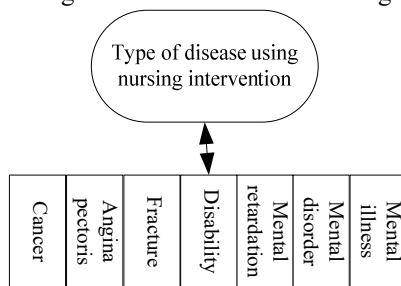 Type of disease using
nursing intervention
Cancer
Angina
pectoris
Fracture
Disability
Mental
retardation
Mental
disorder
Mental
illness